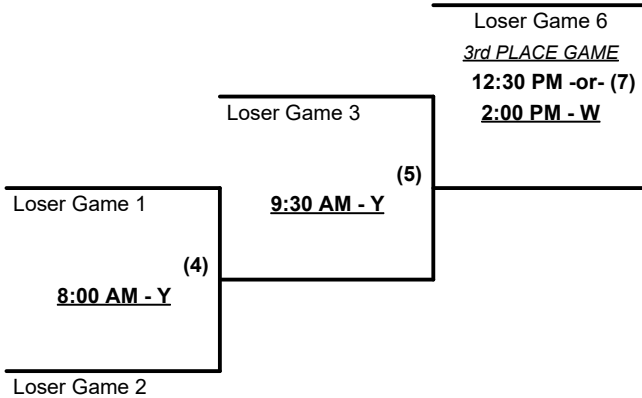 Loser Game 6
3rd PLACE GAME
12:30 PM -or- (7)
2:00 PM - W
Loser Game 3
(5)
9:30 AM - Y
Loser Game 1
(4)
8:00 AM - Y
Loser Game 2